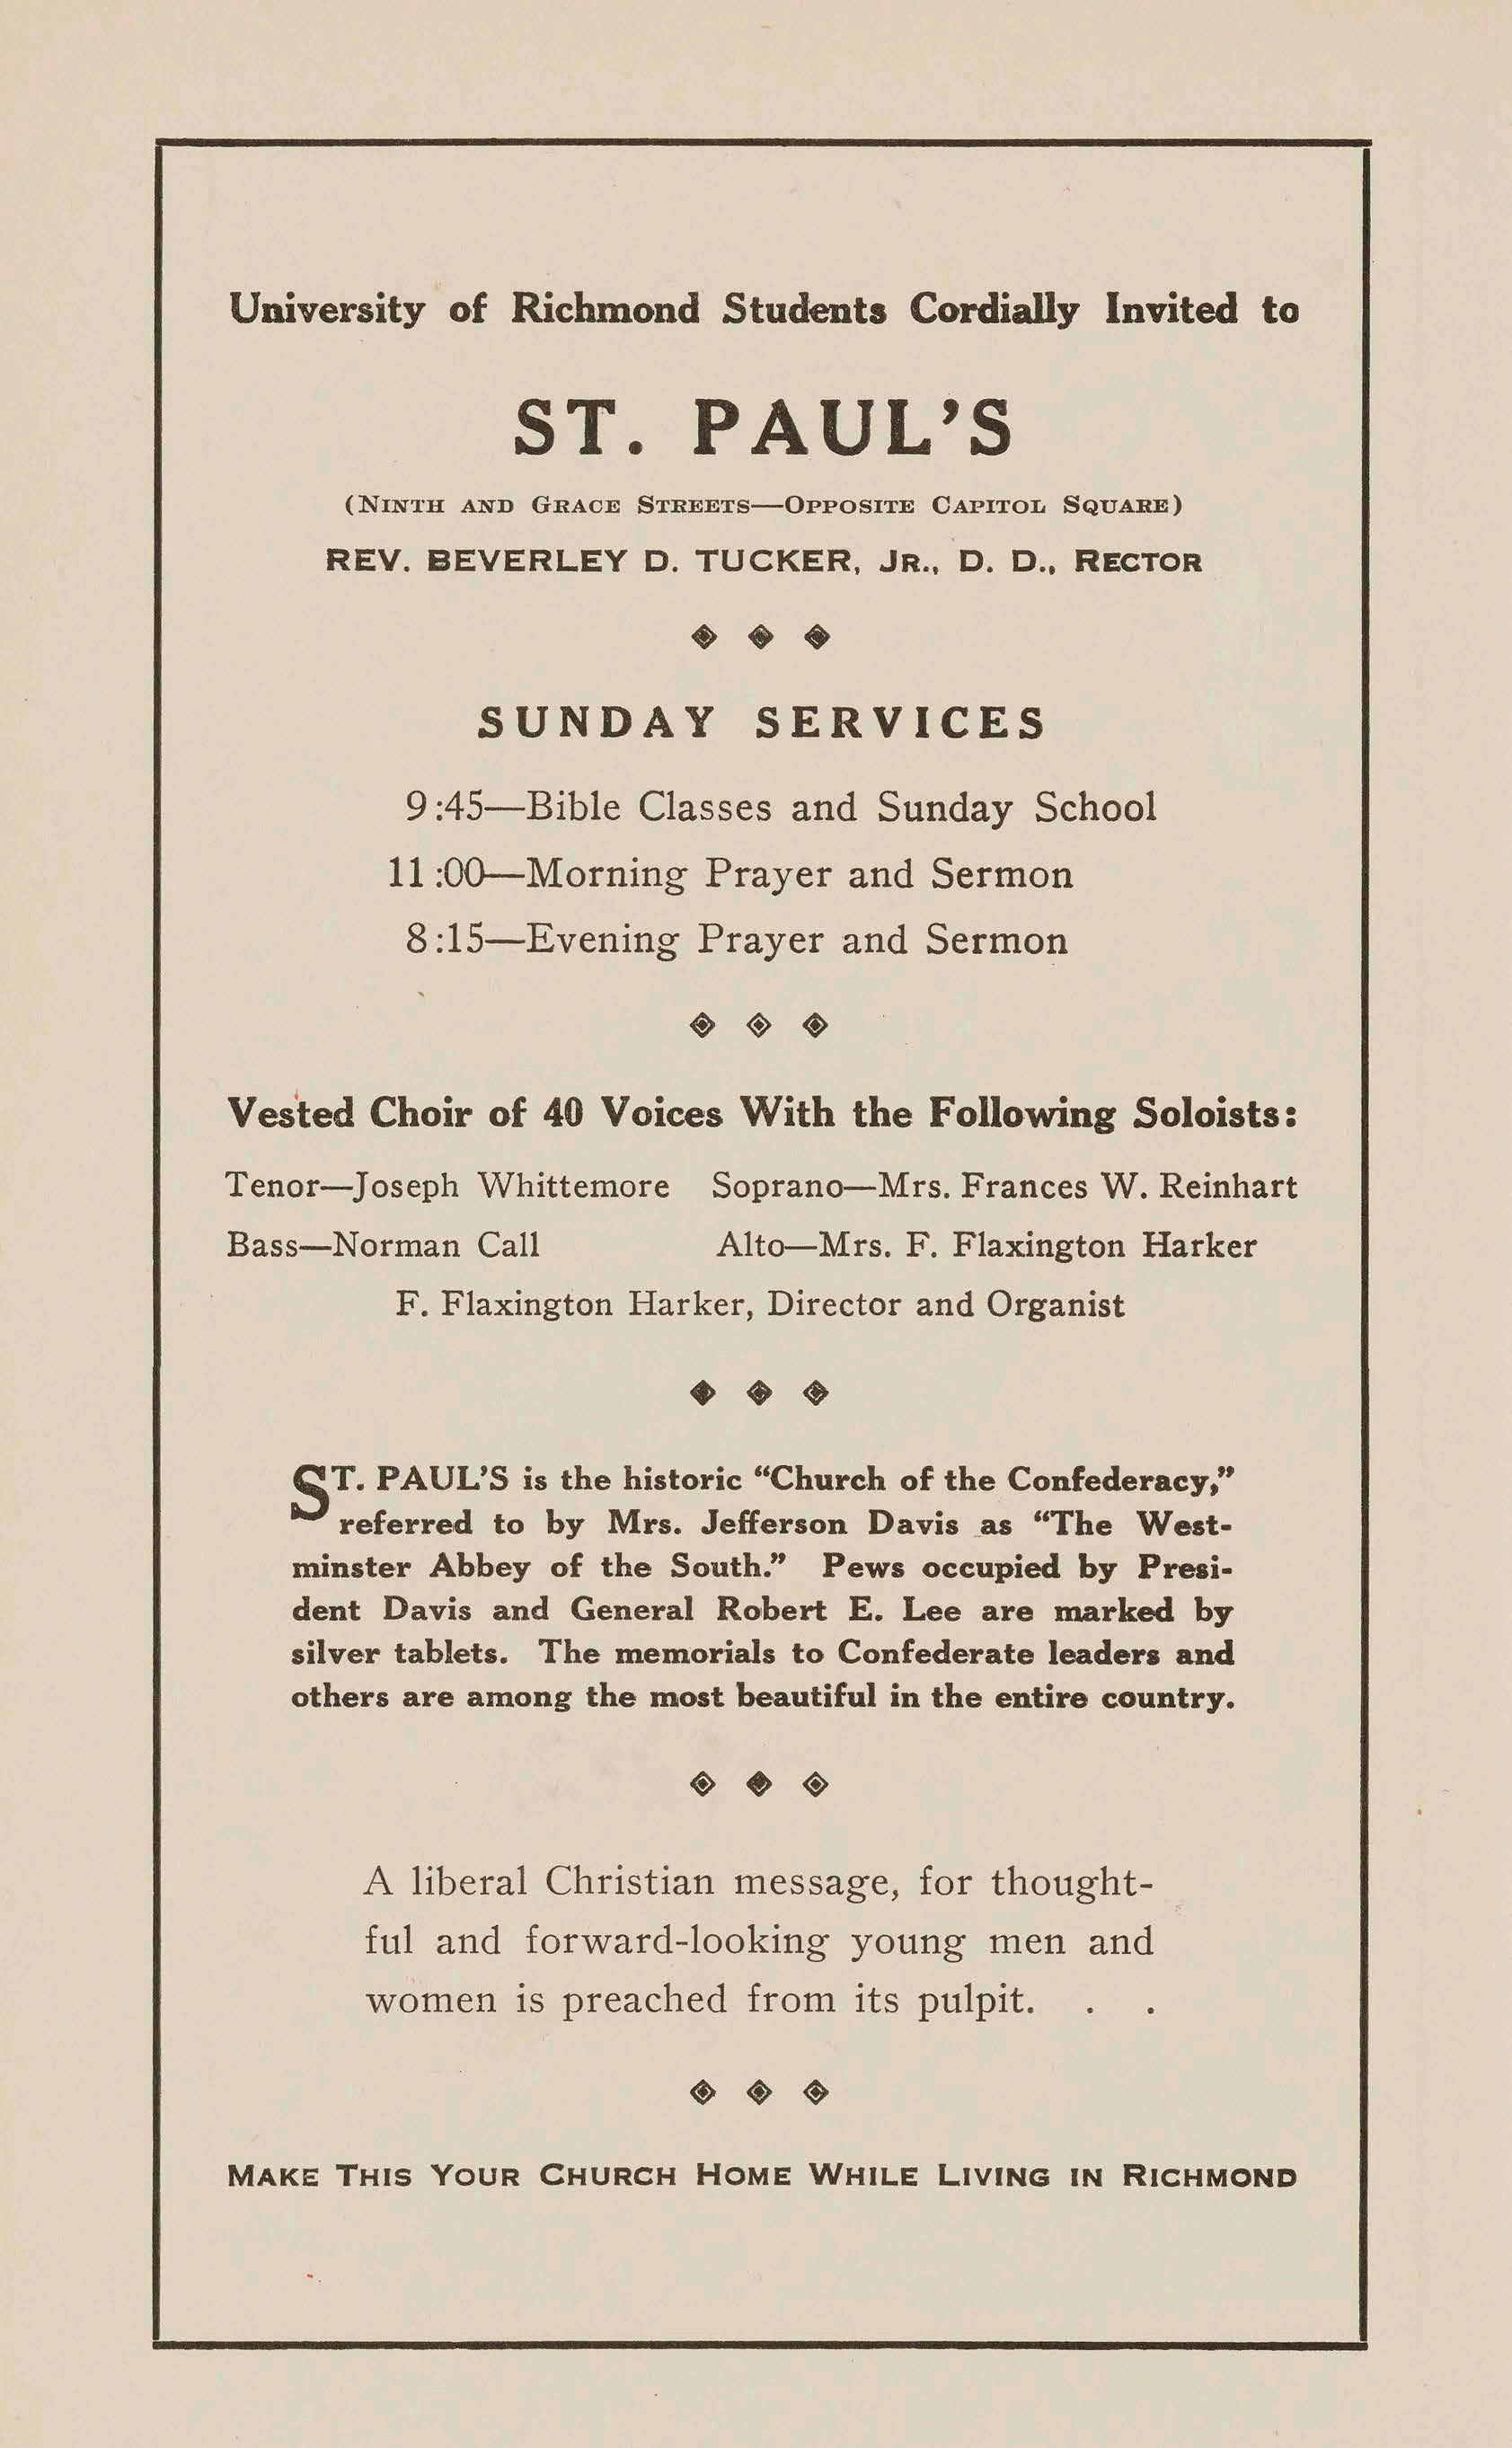 University of Richmond Students Cordially Invited to
ST. PAUL'S
(Ninth and Grace Streets—Opposite Capitol Square)
REV. BEVERLEY D. TUCKER, Jr., D. D., Rector
SUNDAY SERVICES
9:45—Bible Classes and Sunday School
11:00—Morning Prayer and Sermon
8:15—Evening Prayer and Sermon
Vested Choir of 40 Voices With the Following Soloists:
Tenor—Joseph Whittemore Soprano—Mrs. Frances W. Reinhart
Bass—Norman Call Alto—Mrs. F. Flaxington Harker
F. Flaxington Harker, Director and Organist
ST. PAUL'S is the historic “Church of the Confederacy,”
referred to by Mrs. Jefferson Davis as “The West-
minster Abbey of the South.” Pews occupied by Presi-
dent Davis and General Robert E. Lee are marked by
silver tablets. The memorials to Confederate leaders and
others are among the most beautiful in the entire country.
A liberal Christian message, for thought-
ful and forward-looking young men and
women is preached from its pulpit. . .
Make This Your Church Home While Living in Richmond